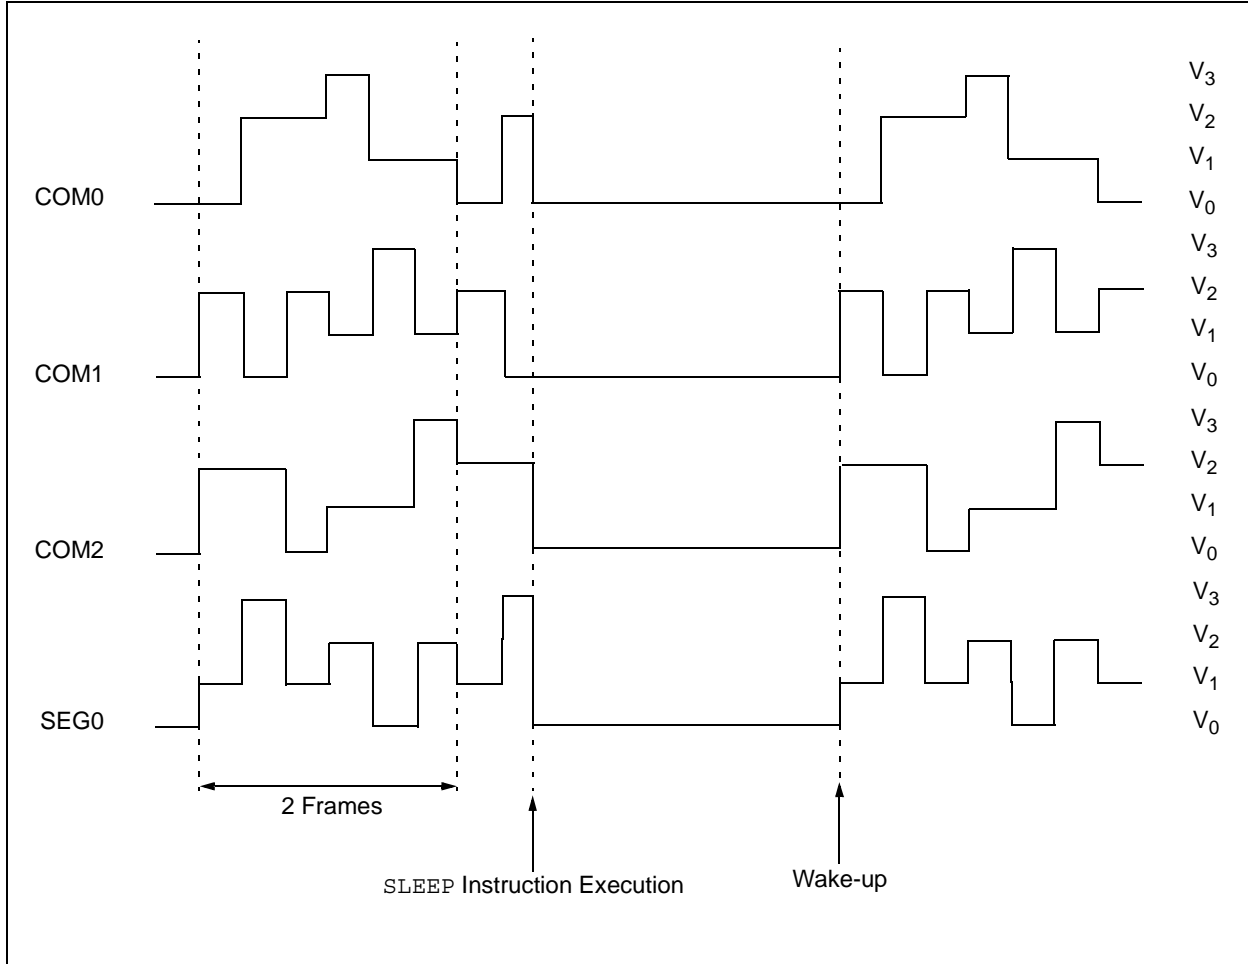 V3
V2
V1
COM0
V0
V3
V2
V1
COM1
V0
V3
V2
V1
COM2
V0
V3
V2
V1
SEG0
V0
2 Frames
SLEEP Instruction Execution
Wake-up